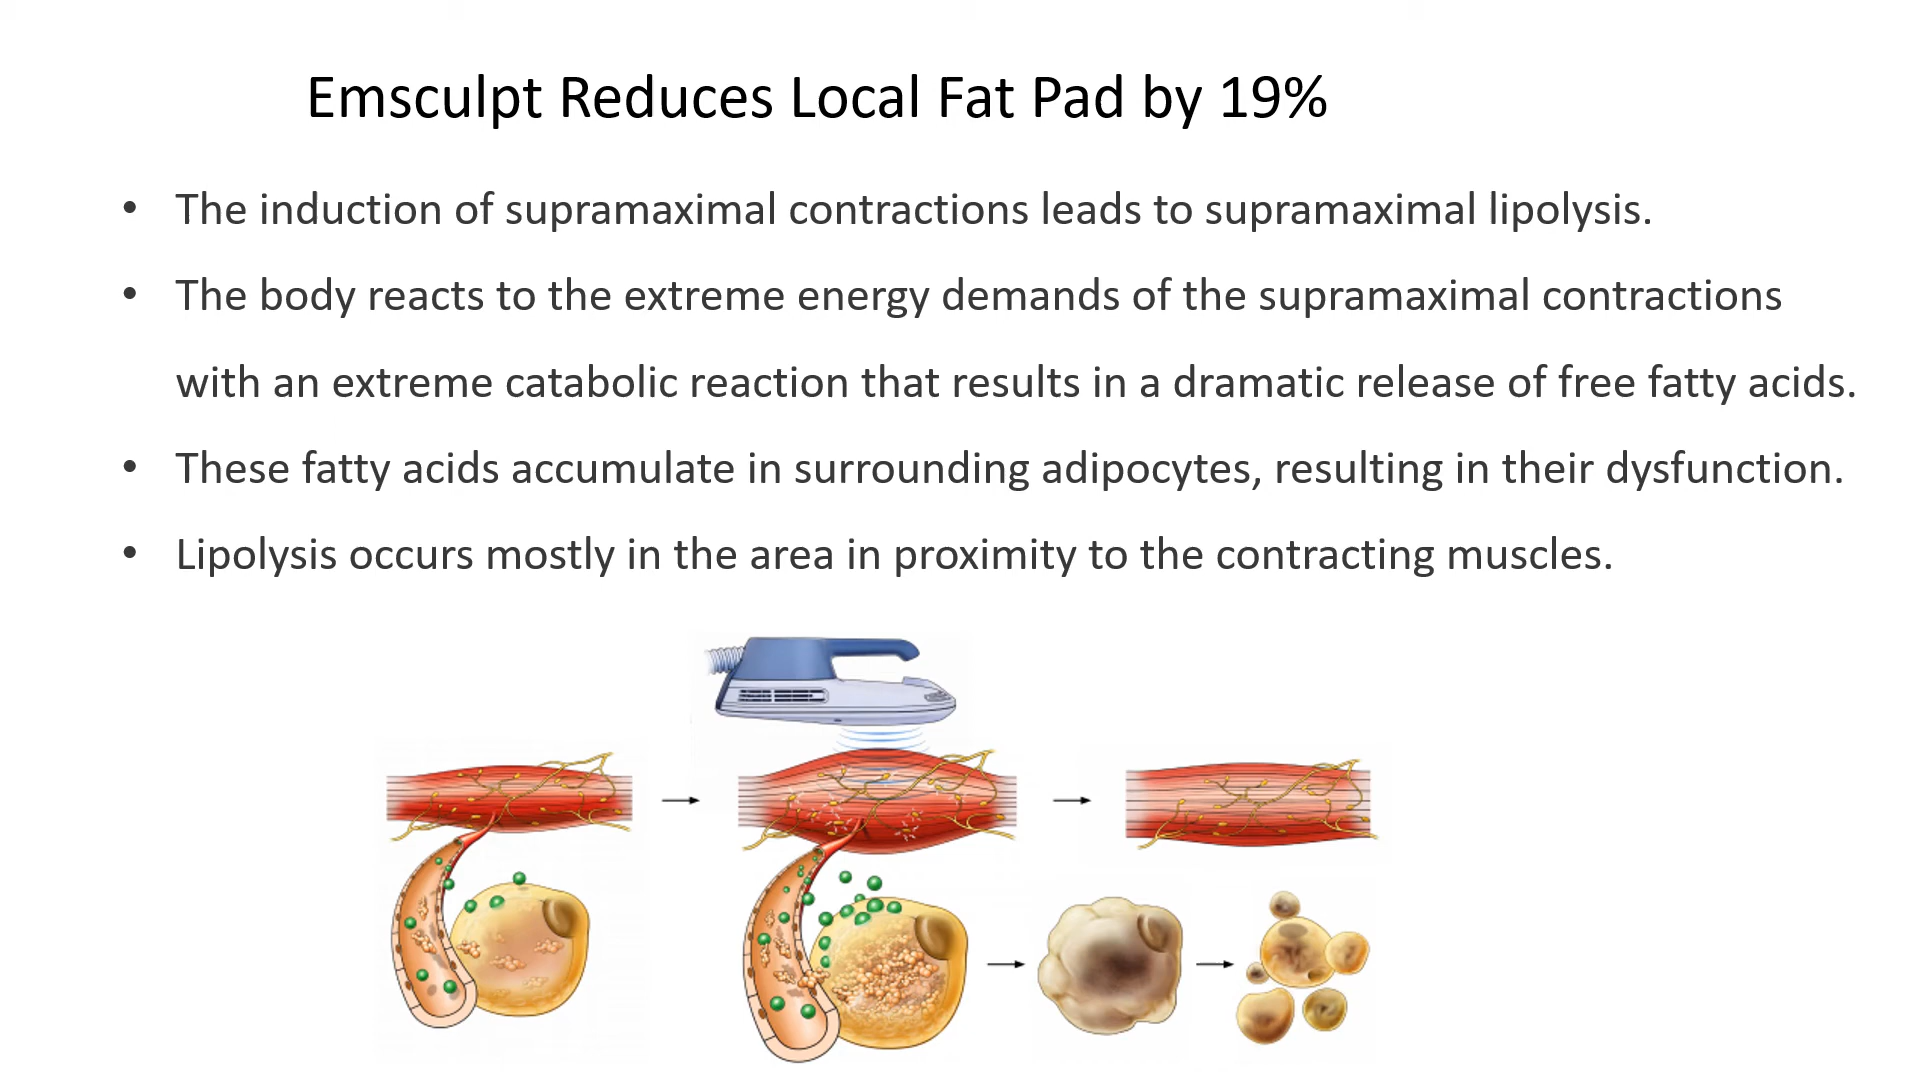 Emsculpt Reduces Local Fat Pad by 19%
• The induction of supramaximal contractions leads to supramaximal lipolysis.
• The body reacts to the extreme energy demands of the supramaximal contractions
with an extreme catabolic reaction that results in a dramatic release of free fatty acids.
• These fatty acids accumulate in surrounding adipocytes, resulting in their dysfunction.
• Lipolysis occurs mostly in the area in proximity to the contracting muscles.